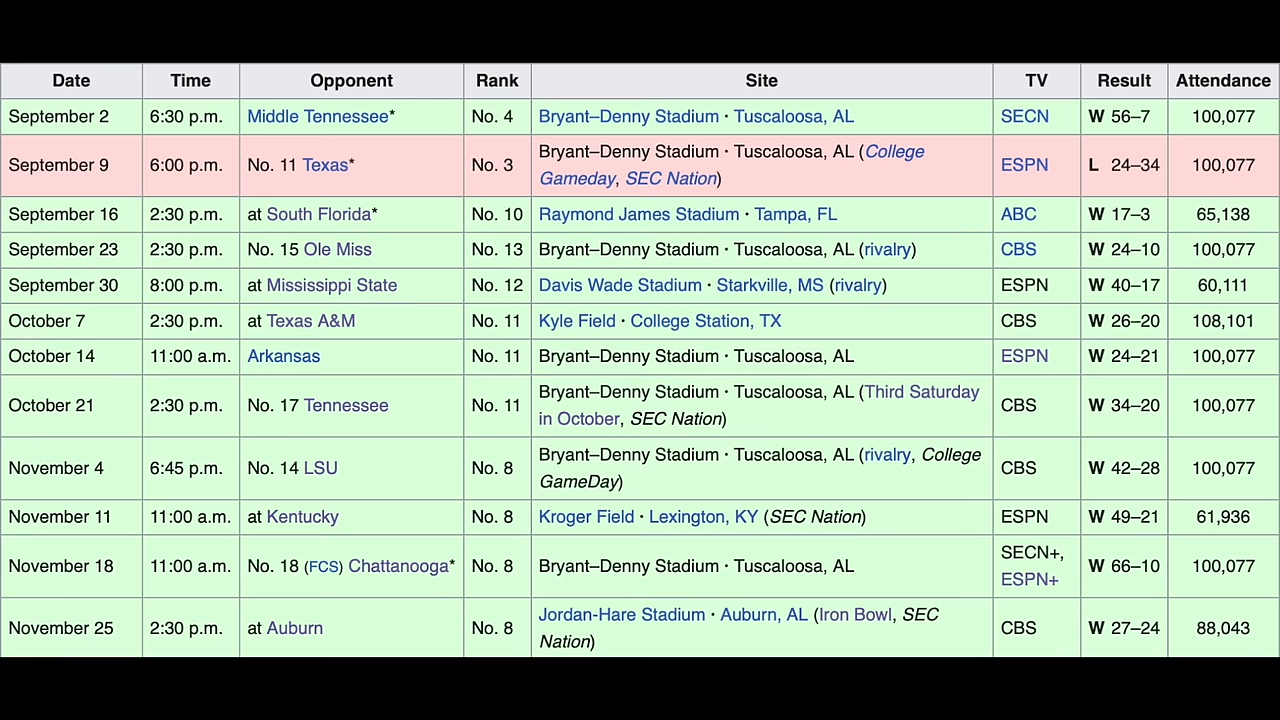 Date Time Opponent Rank Site TV Result Attendance
September 2 6:30 p.m. Middle Tennessee* No. 4 Bryant–Denny Stadium · Tuscaloosa, AL SECN W 56–7 100,077
September 9 6:00 p.m. No. 11 Texas* No. 3 Bryant–Denny Stadium · Tuscaloosa, AL (College
Gameday, SEC Nation) ESPN L 24–34 100,077
September 16 2:30 p.m. at South Florida* No. 10 Raymond James Stadium · Tampa, FL ABC W 17–3 65,138
September 23 2:30 p.m. No. 15 Ole Miss No. 13 Bryant–Denny Stadium · Tuscaloosa, AL (rivalry) CBS W 24–10 100,077
September 30 8:00 p.m. at Mississippi State No. 12 Davis Wade Stadium · Starkville, MS (rivalry) ESPN W 40–17 60,111
October 7 2:30 p.m. at Texas A&M No. 11 Kyle Field · College Station, TX CBS W 26–20 108,101
October 14 11:00 a.m. Arkansas No. 11 Bryant–Denny Stadium · Tuscaloosa, AL ESPN W 24–21 100,077
October 21 2:30 p.m. No. 17 Tennessee No. 11 Bryant–Denny Stadium · Tuscaloosa, AL (Third Saturday
in October, SEC Nation) CBS W 34–20 100,077
November 4 6:45 p.m. No. 14 LSU No. 8 Bryant–Denny Stadium · Tuscaloosa, AL (rivalry, College
GameDay) CBS W 42–28 100,077
November 11 11:00 a.m. at Kentucky No. 8 Kroger Field · Lexington, KY (SEC Nation) ESPN W 49–21 61,936
November 18 11:00 a.m. No. 18 (FCS) Chattanooga* No. 8 Bryant–Denny Stadium · Tuscaloosa, AL SECN+,
ESPN+ W 66–10 100,077
November 25 2:30 p.m. at Auburn No. 8 Jordan-Hare Stadium · Auburn, AL (Iron Bowl, SEC
Nation) CBS W 27–24 88,043